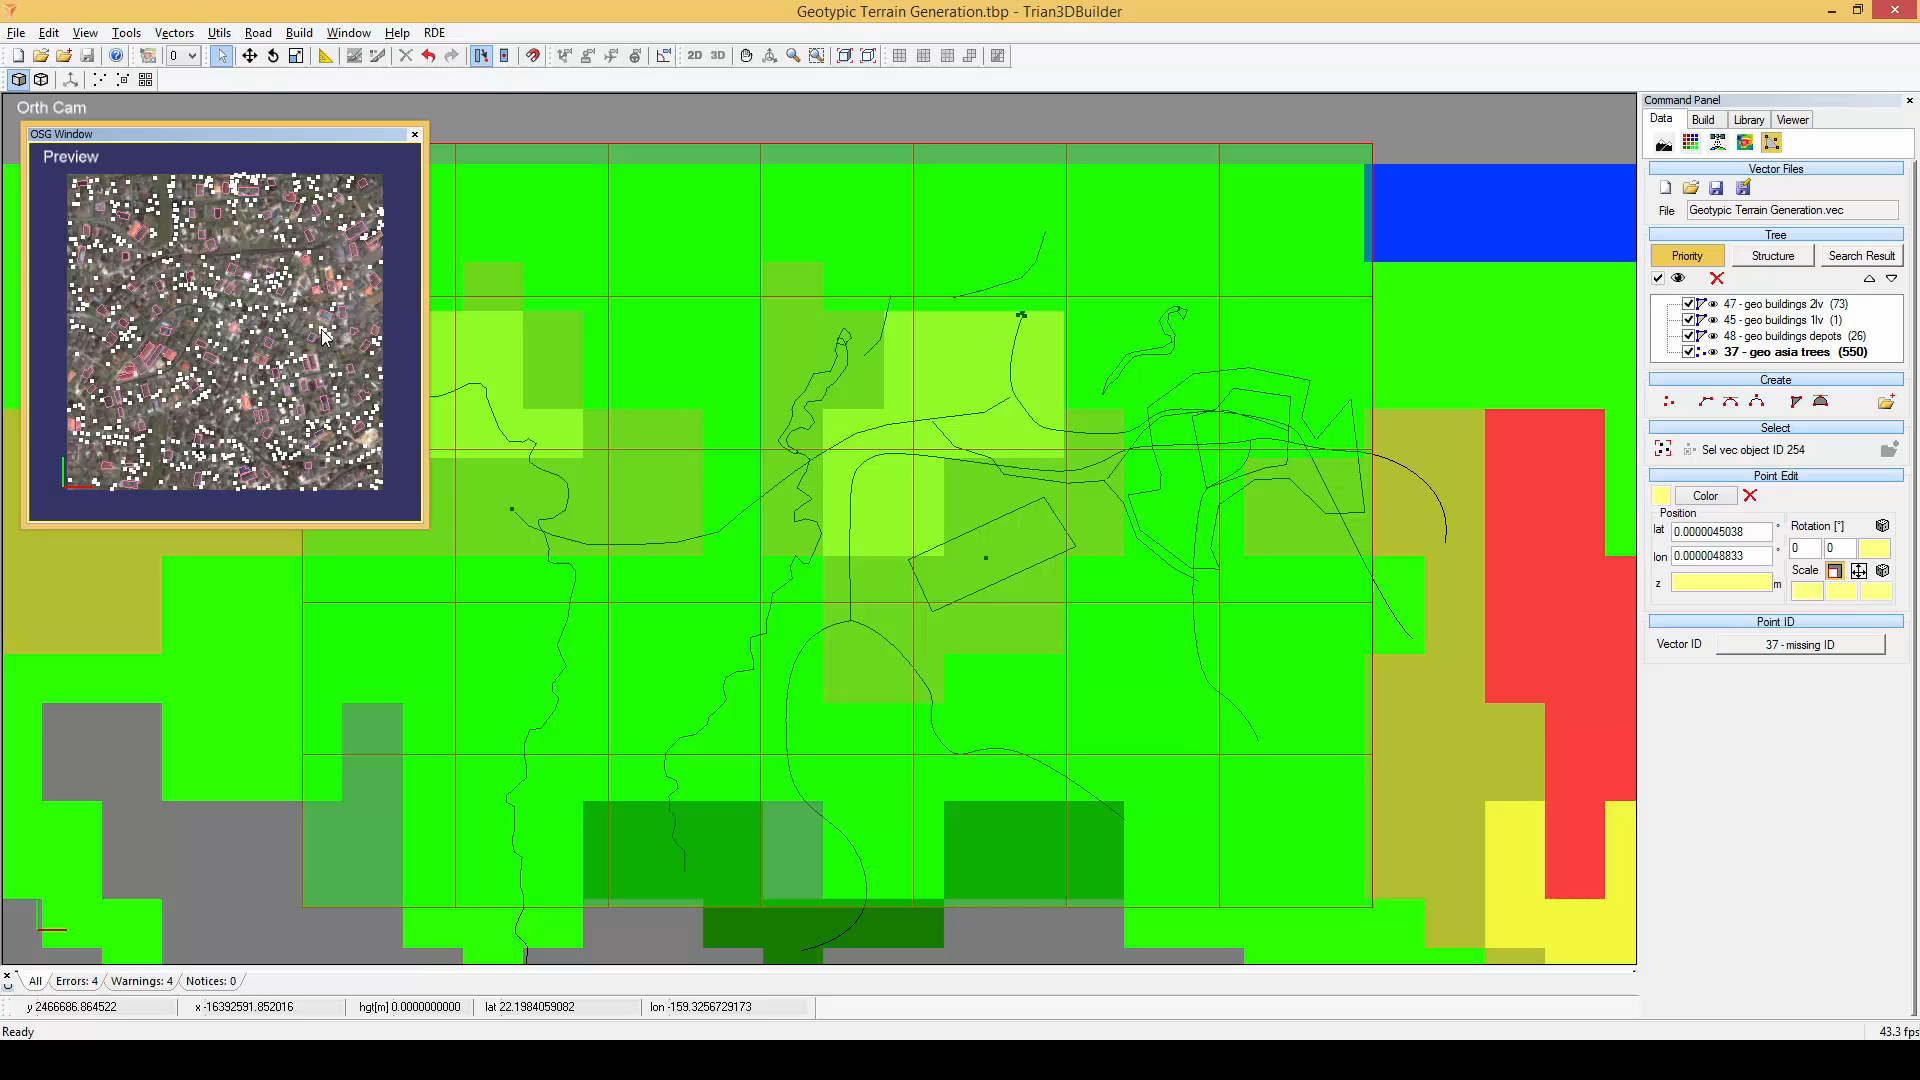 Geotypic Terrain Generation.tbp - Trian3DBuilder
File Edit View Tools Vectors Utils Road Build Window Help RDE
0 2D 3D
Orth Cam
OSG Window
Preview
Command Panel
Data Build Library Viewer
Vector Files
File Geotypic Terrain Generation.vec
Tree
Priority Structure Search Result
47 - geo buildings 2lv (73)
45 - geo buildings 1lv (1)
48 - geo buildings depots (26)
37 - geo asia trees (550)
Create
Select
Sel vec object ID 254
Point Edit
Color
Position
lat 0.0000045038 ° Rotation [°]
lon 0.0000048833 ° 0 0
Scale
z m
Point ID
Vector ID 37 - missing ID
All Errors: 4 Warnings: 4 Notices: 0
y 2466686.864522 x -16392591.852016 hgt[m] 0.0000000000 lat 22.1984059082 lon -159.3256729173
Ready 43.3 fps